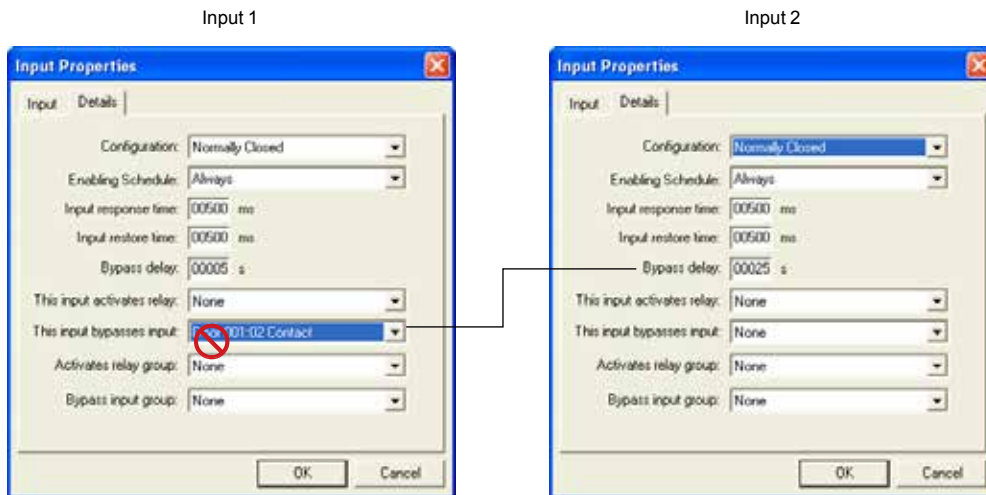 Input 1
Input Properties
Input Details
Configuration: Normally Closed
Enabling Schedule: Always
Input response time: 00500 ms
Input restore time: 00500 ms
Bypass delay: 00005 s
This input activates relay: None
This input bypasses input: 001:02 Contact
Activates relay group: None
Bypass input group: None
OK Cancel
Input 2
Input Properties
Input Details
Configuration: Normally Closed
Enabling Schedule: Always
Input response time: 00500 ms
Input restore time: 00500 ms
Bypass delay: 00025 s
This input activates relay: None
This input bypasses input: None
Activates relay group: None
Bypass input group: None
OK Cancel